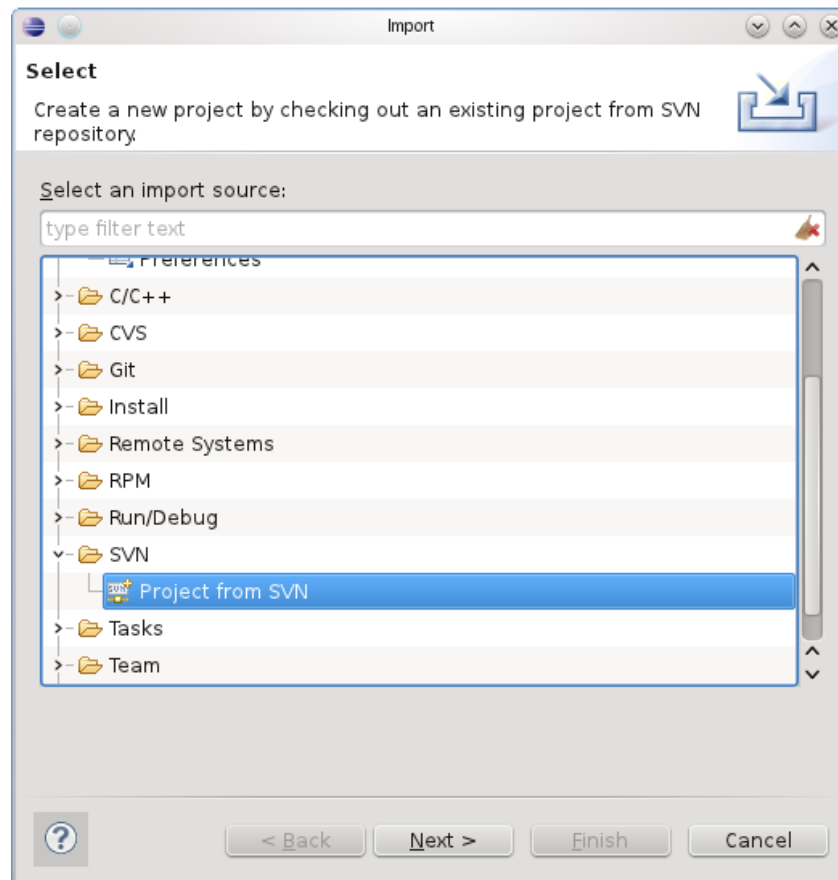 Import
Select
Create a new project by checking out an existing project from SVN
repository.
Select an import source:
type filter text
Preferences
C/C++
CVS
Git
Install
Remote Systems
RPM
Run/Debug
SVN
Project from SVN
Tasks
Team
< Back
Next >
Finish
Cancel